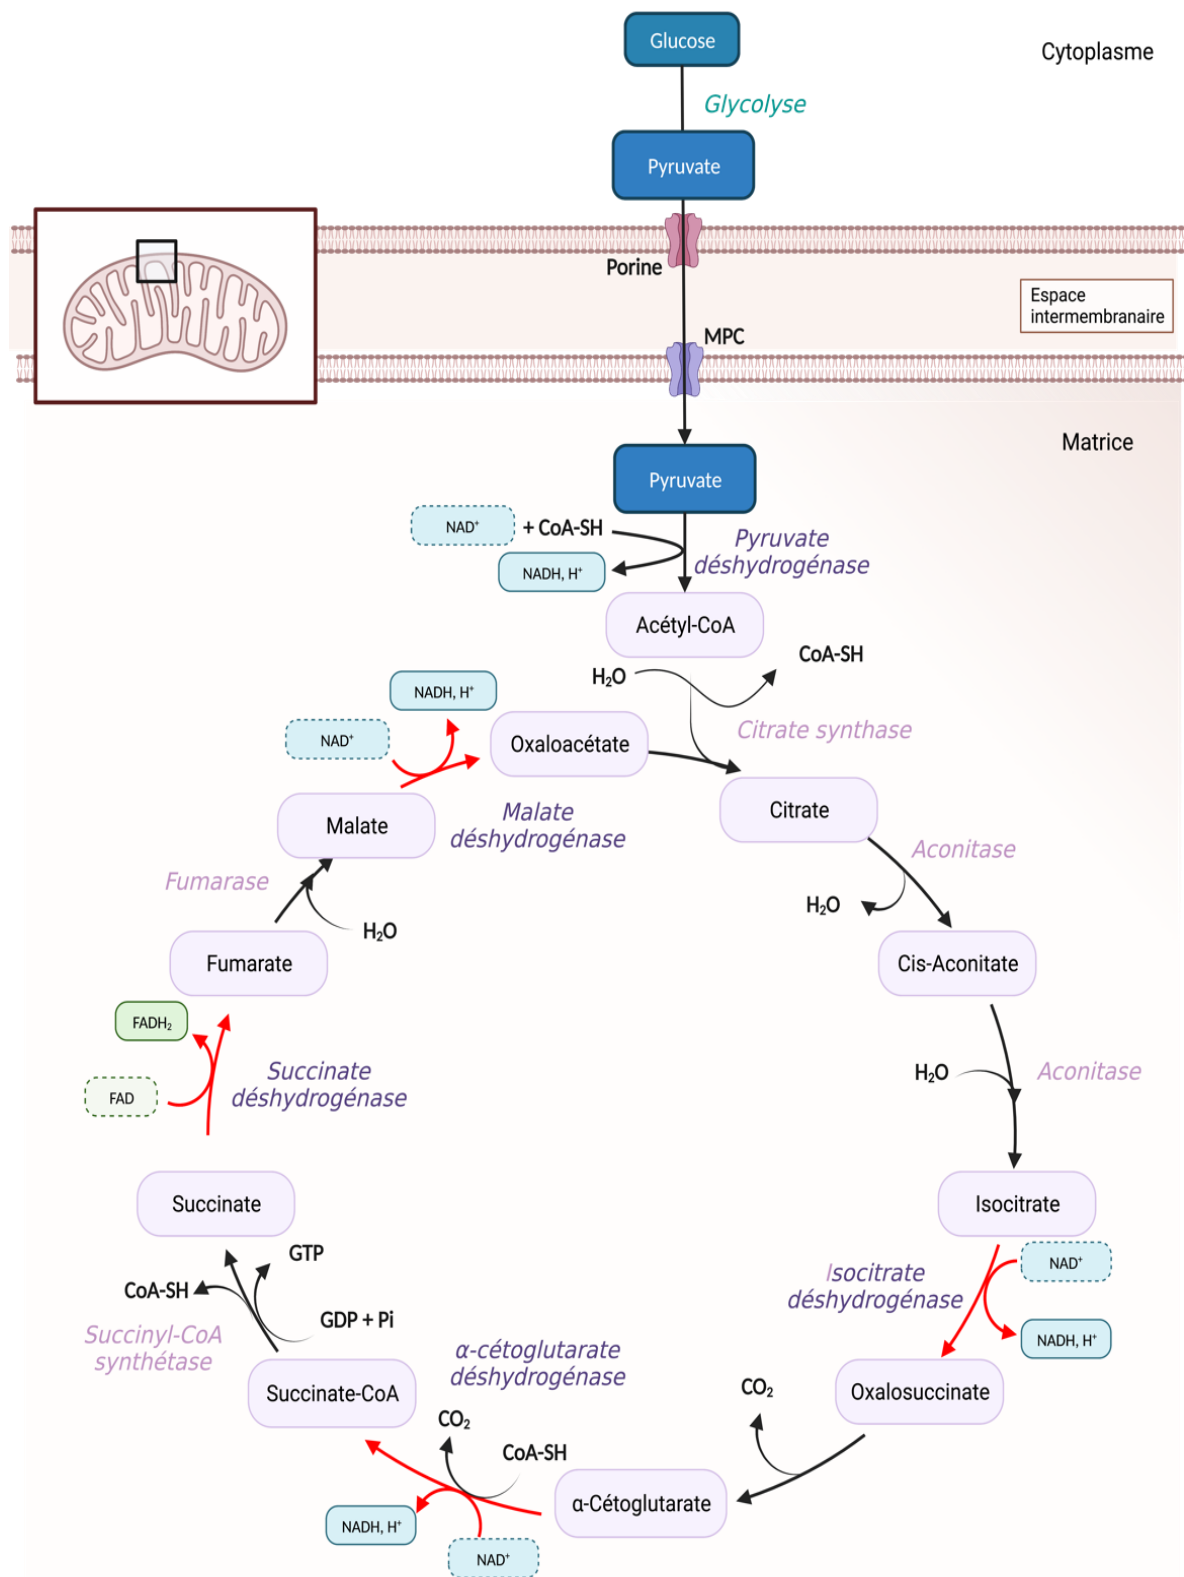 Glucose
Cytoplasme
Glycolyse
Pyruvate
Porine
Espace
intermembranaire
MPC
Matrice
Pyruvate
NAD⁺
+ CoA-SH
NADH, H⁺
Pyruvate
déshydrogénase
Acétyl-CoA
H₂O
CoA-SH
NADH, H⁺
NAD⁺
Oxaloacétate
Citrate synthase
Malate
Malate
déshydrogénase
Citrate
Aconitase
Fumarase
H₂O
H₂O
Fumarate
Cis-Aconitate
FADH₂
FAD
Succinate
déshydrogénase
H₂O
Aconitase
Succinate
Isocitrate
GTP
CoA-SH
GDP + Pi
Succinyl-CoA
synthétase
Isocitrate
déshydrogénase
NAD⁺
NADH, H⁺
α-cétoglutarate
déshydrogénase
Succinate-CoA
CO₂
Oxalosuccinate
CO₂
CoA-SH
α-Cétoglutarate
NADH, H⁺
NAD⁺